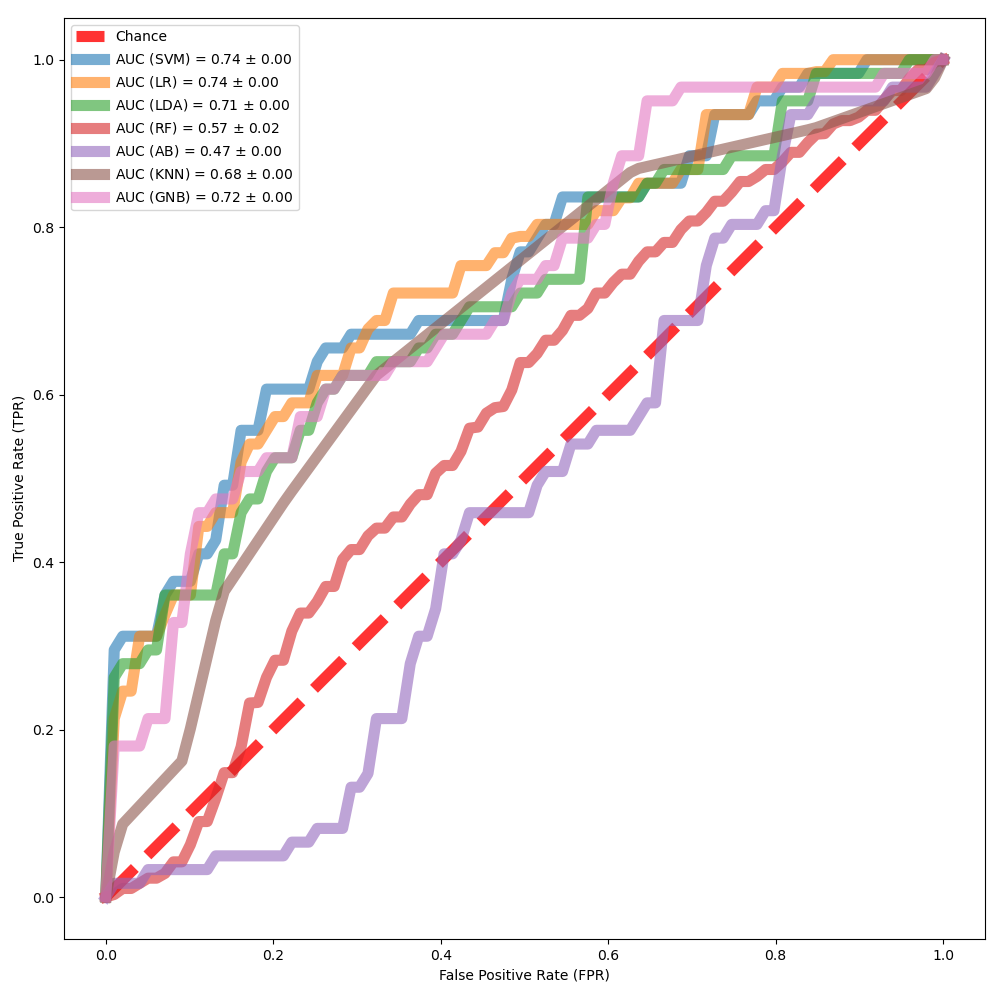 Chance
AUC (SVM) = 0.74 ± 0.00
AUC (LR) = 0.74 ± 0.00
AUC (LDA) = 0.71 ± 0.00
AUC (RF) = 0.57 ± 0.02
AUC (AB) = 0.47 ± 0.00
AUC (KNN) = 0.68 ± 0.00
AUC (GNB) = 0.72 ± 0.00
True Positive Rate (TPR)
1.0
0.8
0.6
0.4
0.2
0.0
0.0 0.2 0.4 0.6 0.8 1.0
False Positive Rate (FPR)